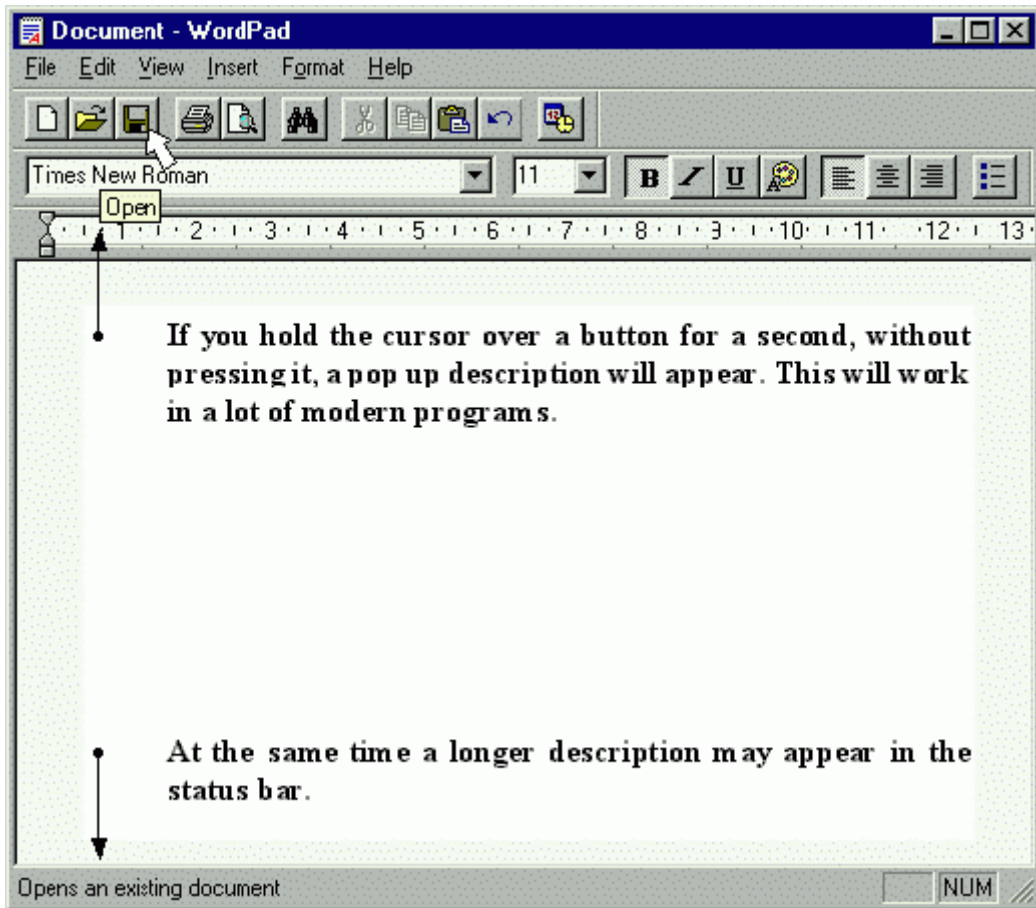 Document - WordPad
File Edit View Insert Format Help
Times New Roman 11 B I U
Open
1 2 3 4 5 6 7 8 9 10 11 12 13
If you hold the cursor over a button for a second, without
pressing it, a pop up description will appear. This will work
in a lot of modern programs.
At the same time a longer description may appear in the
status bar.
Opens an existing document NUM